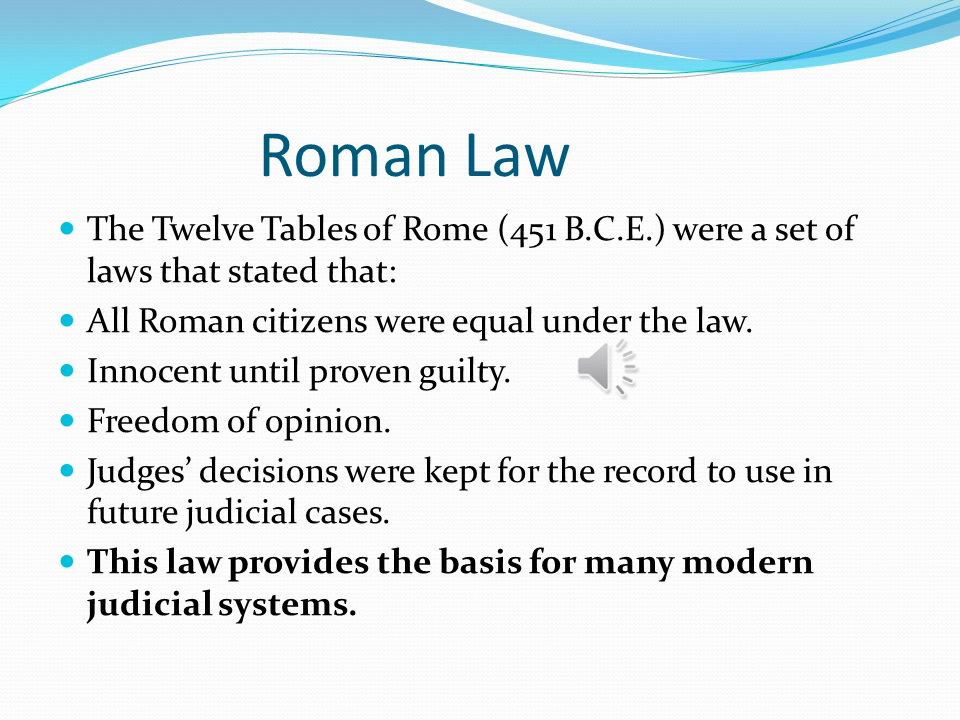 Roman Law
The Twelve Tables of Rome (451 B.C.E.) were a set of
laws that stated that:
All Roman citizens were equal under the law.
Innocent until proven guilty.
Freedom of opinion.
Judges’ decisions were kept for the record to use in
future judicial cases.
This law provides the basis for many modern
judicial systems.